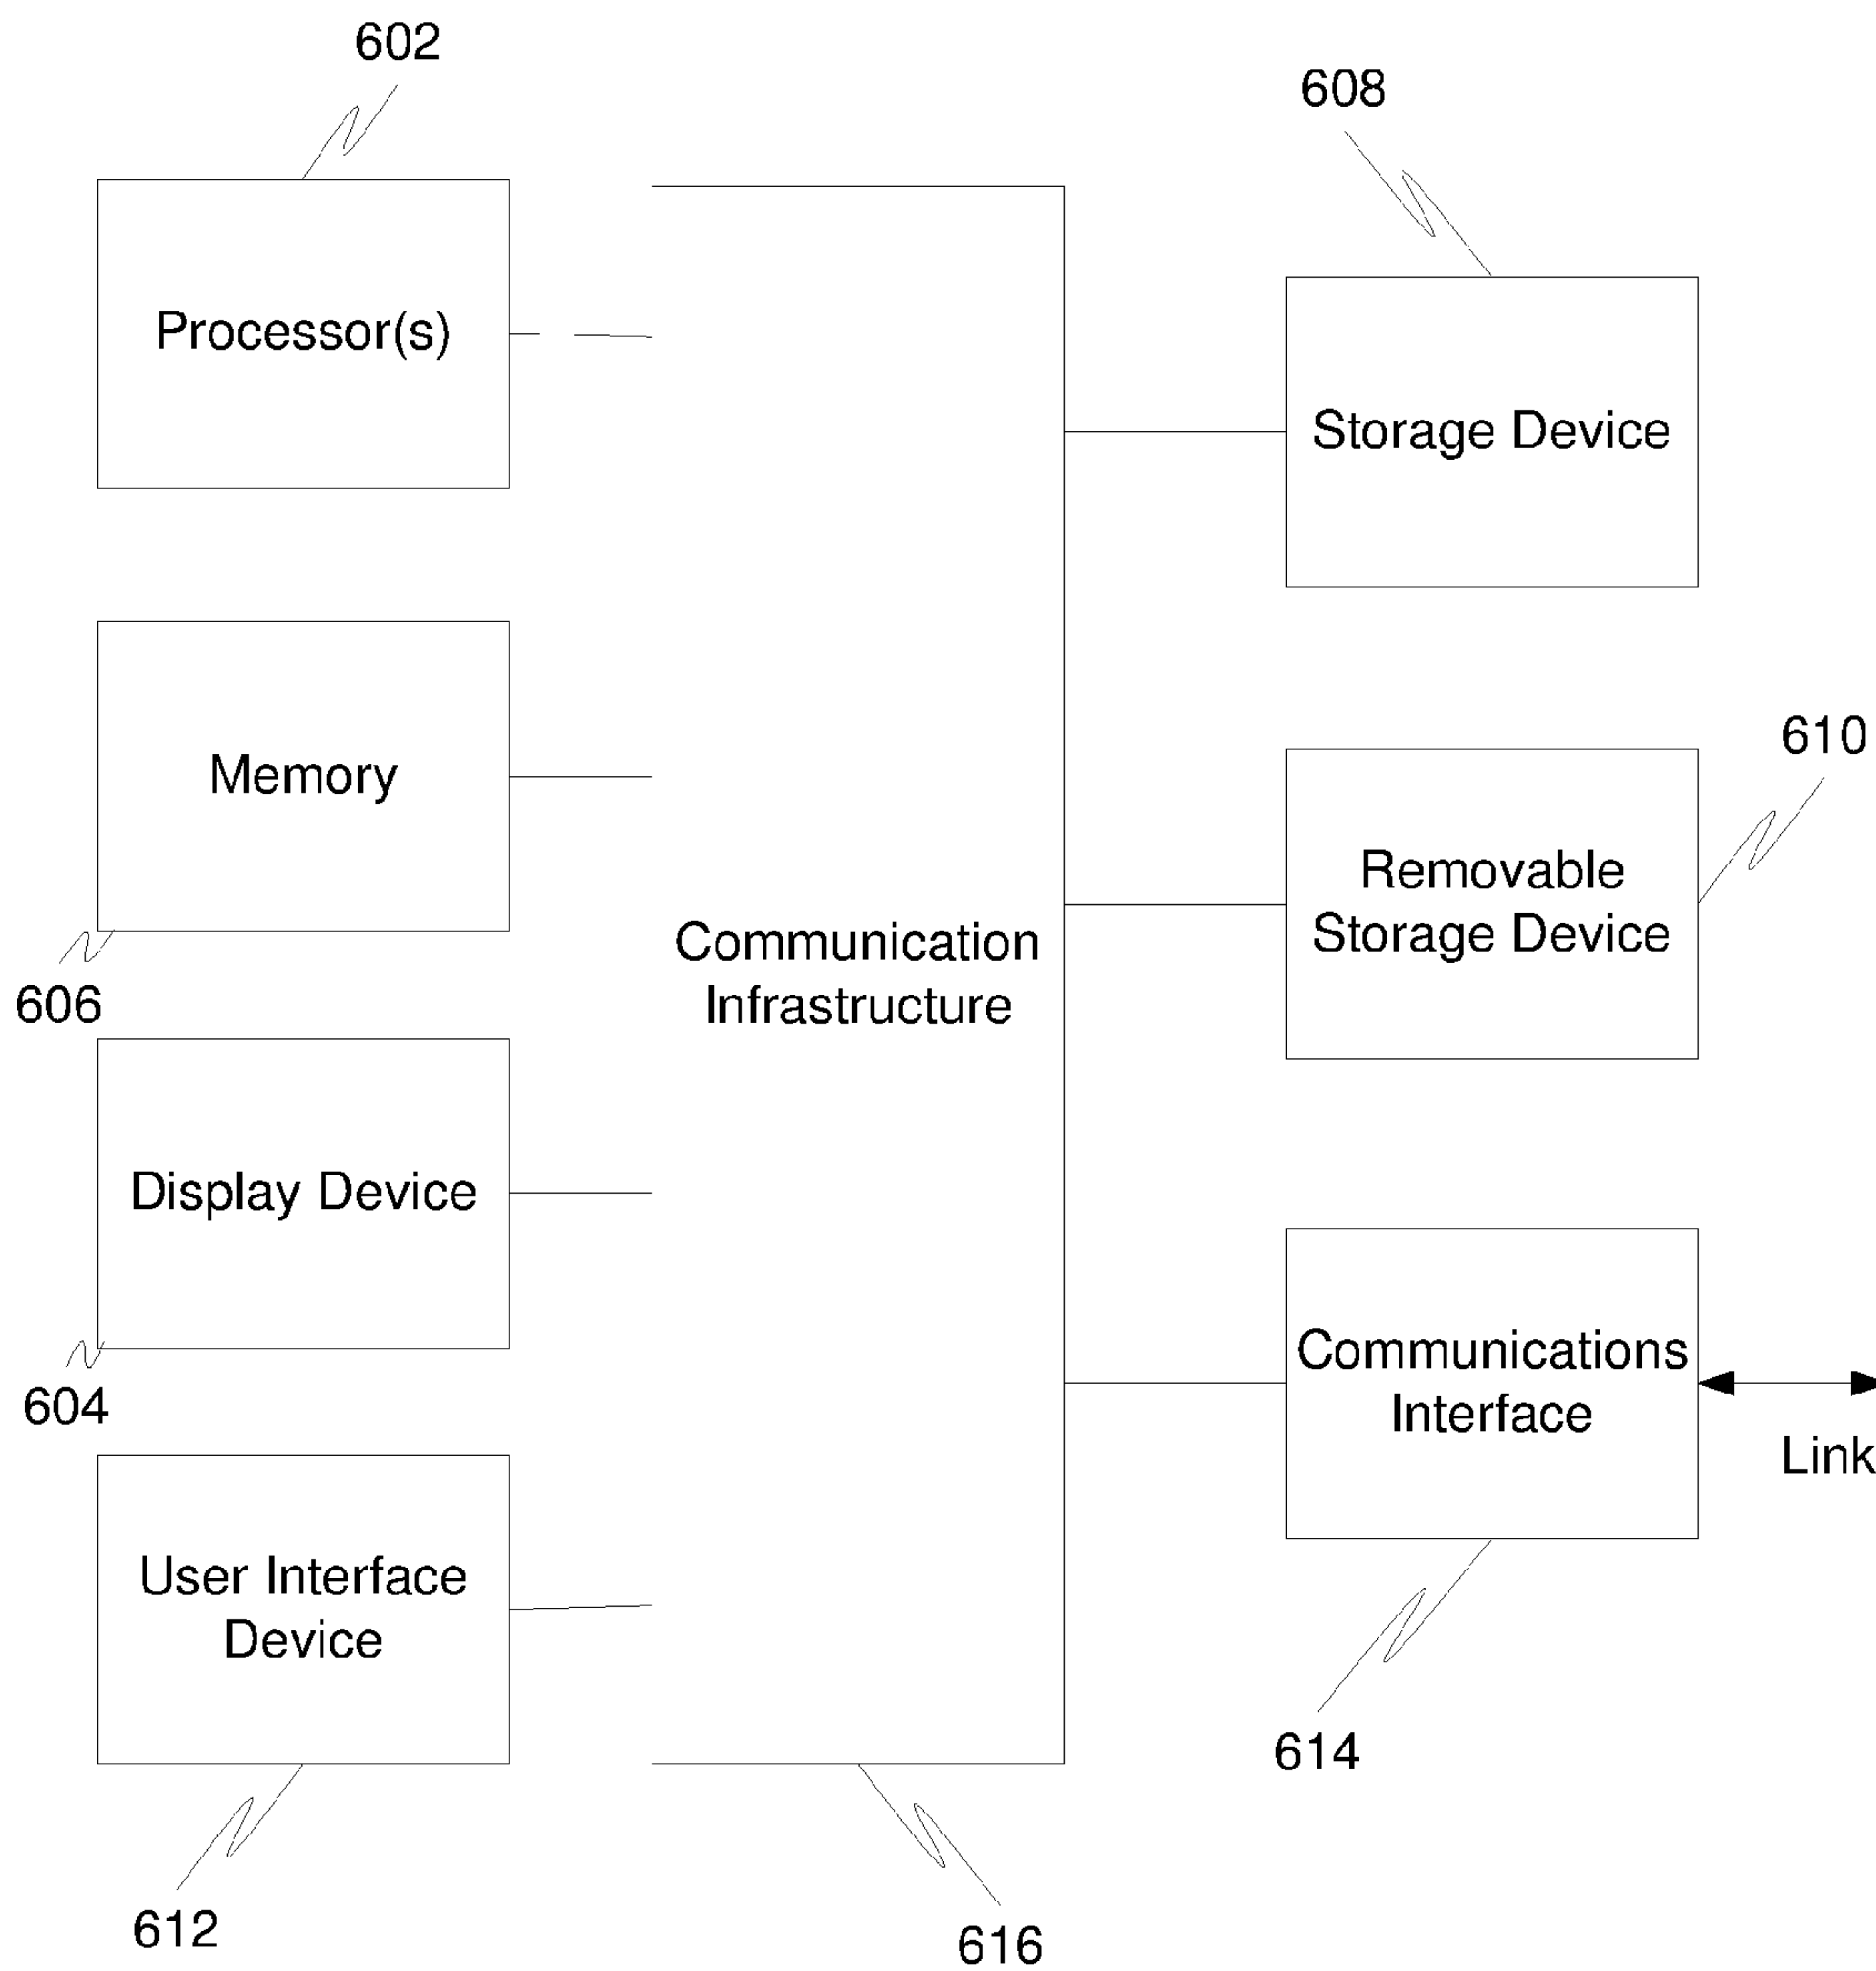 602
608
Processor(s)
Storage Device
610
Memory
Removable
Storage Device
606
Communication
Infrastructure
Display Device
604
Communications
Interface
Link
User Interface
Device
614
612
616